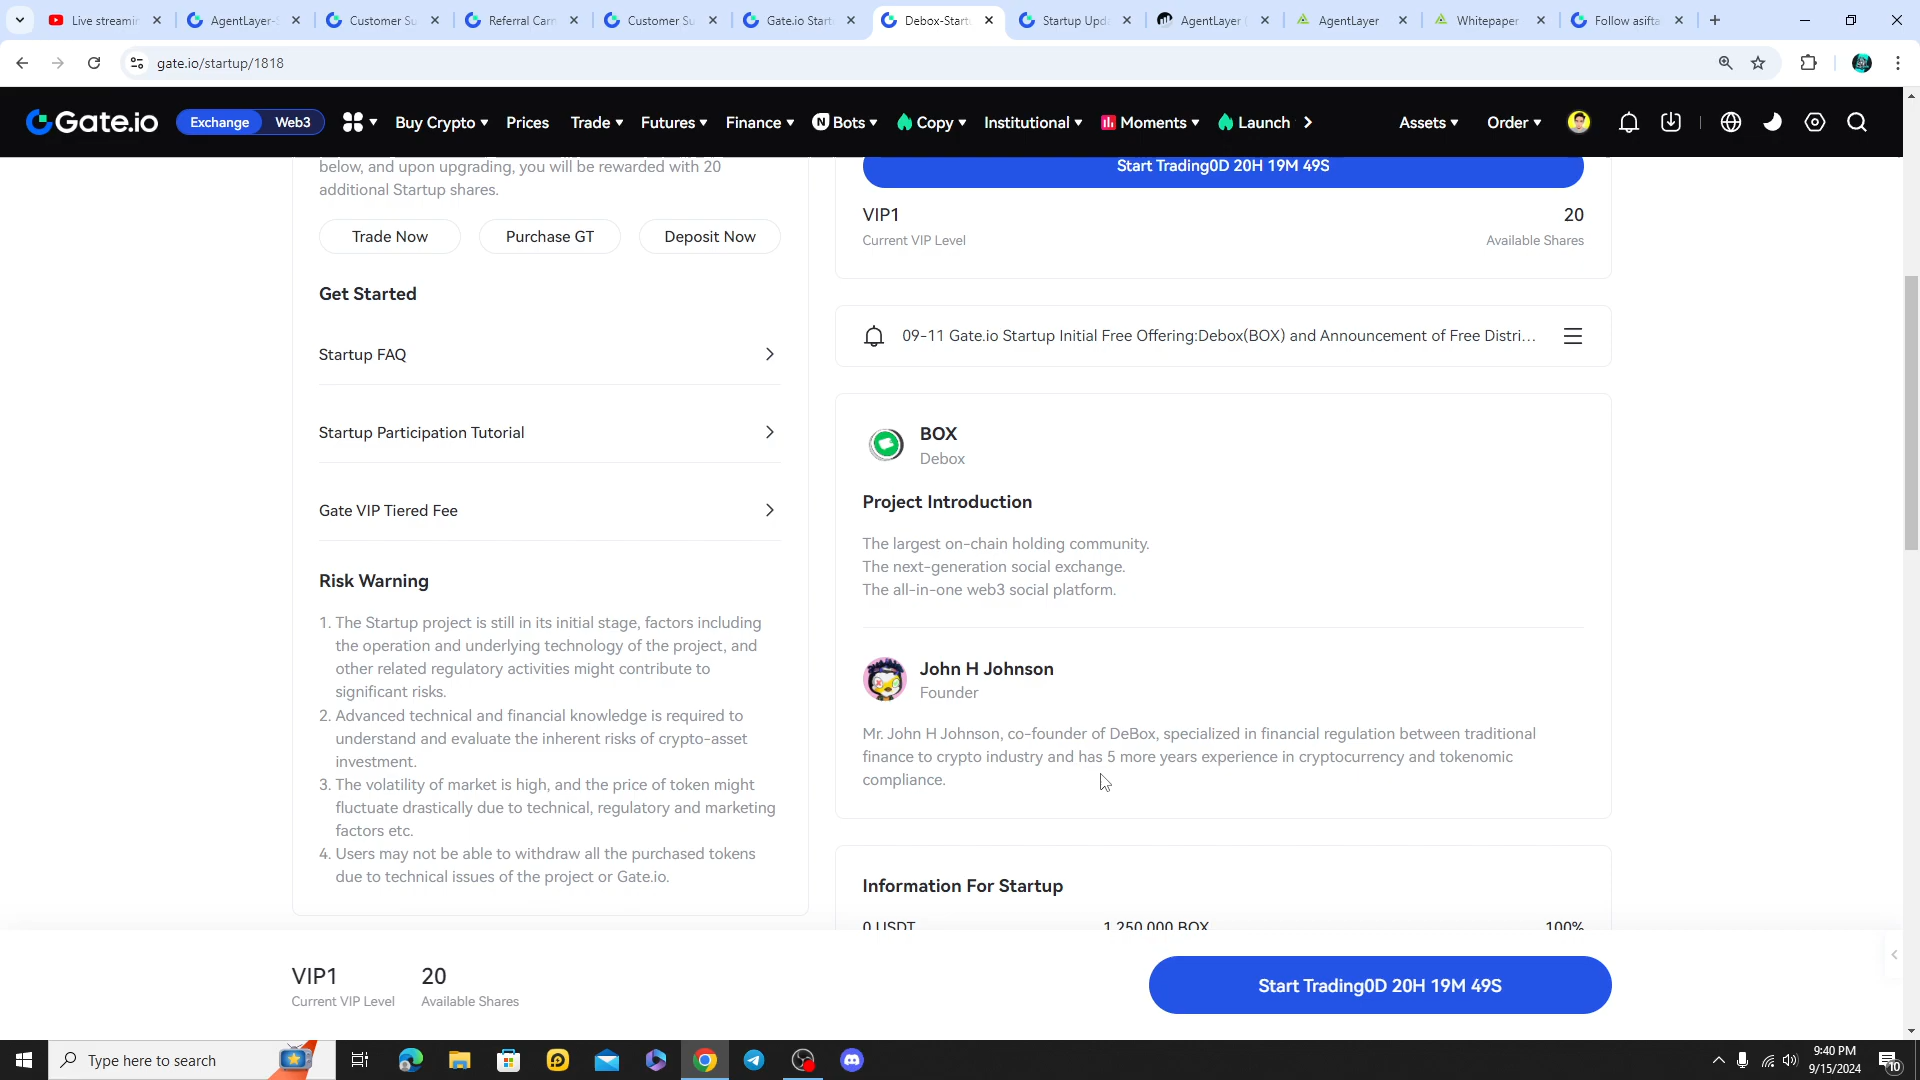 Live streamin
AgentLayer-S
Customer Su
Referral Cam
Customer Su
Gate.io Start
Debox-Startu
Startup Upda
AgentLayer
AgentLayer
Whitepaper
Follow asifta
gate.io/startup/1818
Gate.io
Exchange
Web3
Buy Crypto
Prices
Trade
Futures
Finance
Bots
Copy
Institutional
Moments
Launch
Assets
Order
below, and upon upgrading, you will be rewarded with 20
additional Startup shares.
Trade Now
Purchase GT
Deposit Now
Get Started
Startup FAQ
Startup Participation Tutorial
Gate VIP Tiered Fee
Risk Warning
1. The Startup project is still in its initial stage, factors including
the operation and underlying technology of the project, and
other related regulatory activities might contribute to
significant risks.
2. Advanced technical and financial knowledge is required to
understand and evaluate the inherent risks of crypto-asset
investment.
3. The volatility of market is high, and the price of token might
fluctuate drastically due to technical, regulatory and marketing
factors etc.
4. Users may not be able to withdraw all the purchased tokens
due to technical issues of the project or Gate.io.
Start Trading0D 20H 19M 49S
VIP1
20
Current VIP Level
Available Shares
09-11 Gate.io Startup Initial Free Offering:Debox(BOX) and Announcement of Free Distri...
BOX
Debox
Project Introduction
The largest on-chain holding community.
The next-generation social exchange.
The all-in-one web3 social platform.
John H Johnson
Founder
Mr. John H Johnson, co-founder of DeBox, specialized in financial regulation between traditional
finance to crypto industry and has 5 more years experience in cryptocurrency and tokenomic
compliance.
Information For Startup
0 USDT
1,250,000 BOX
100%
VIP1
20
Current VIP Level
Available Shares
Start Trading0D 20H 19M 49S
Type here to search
9:40 PM
9/15/2024
10